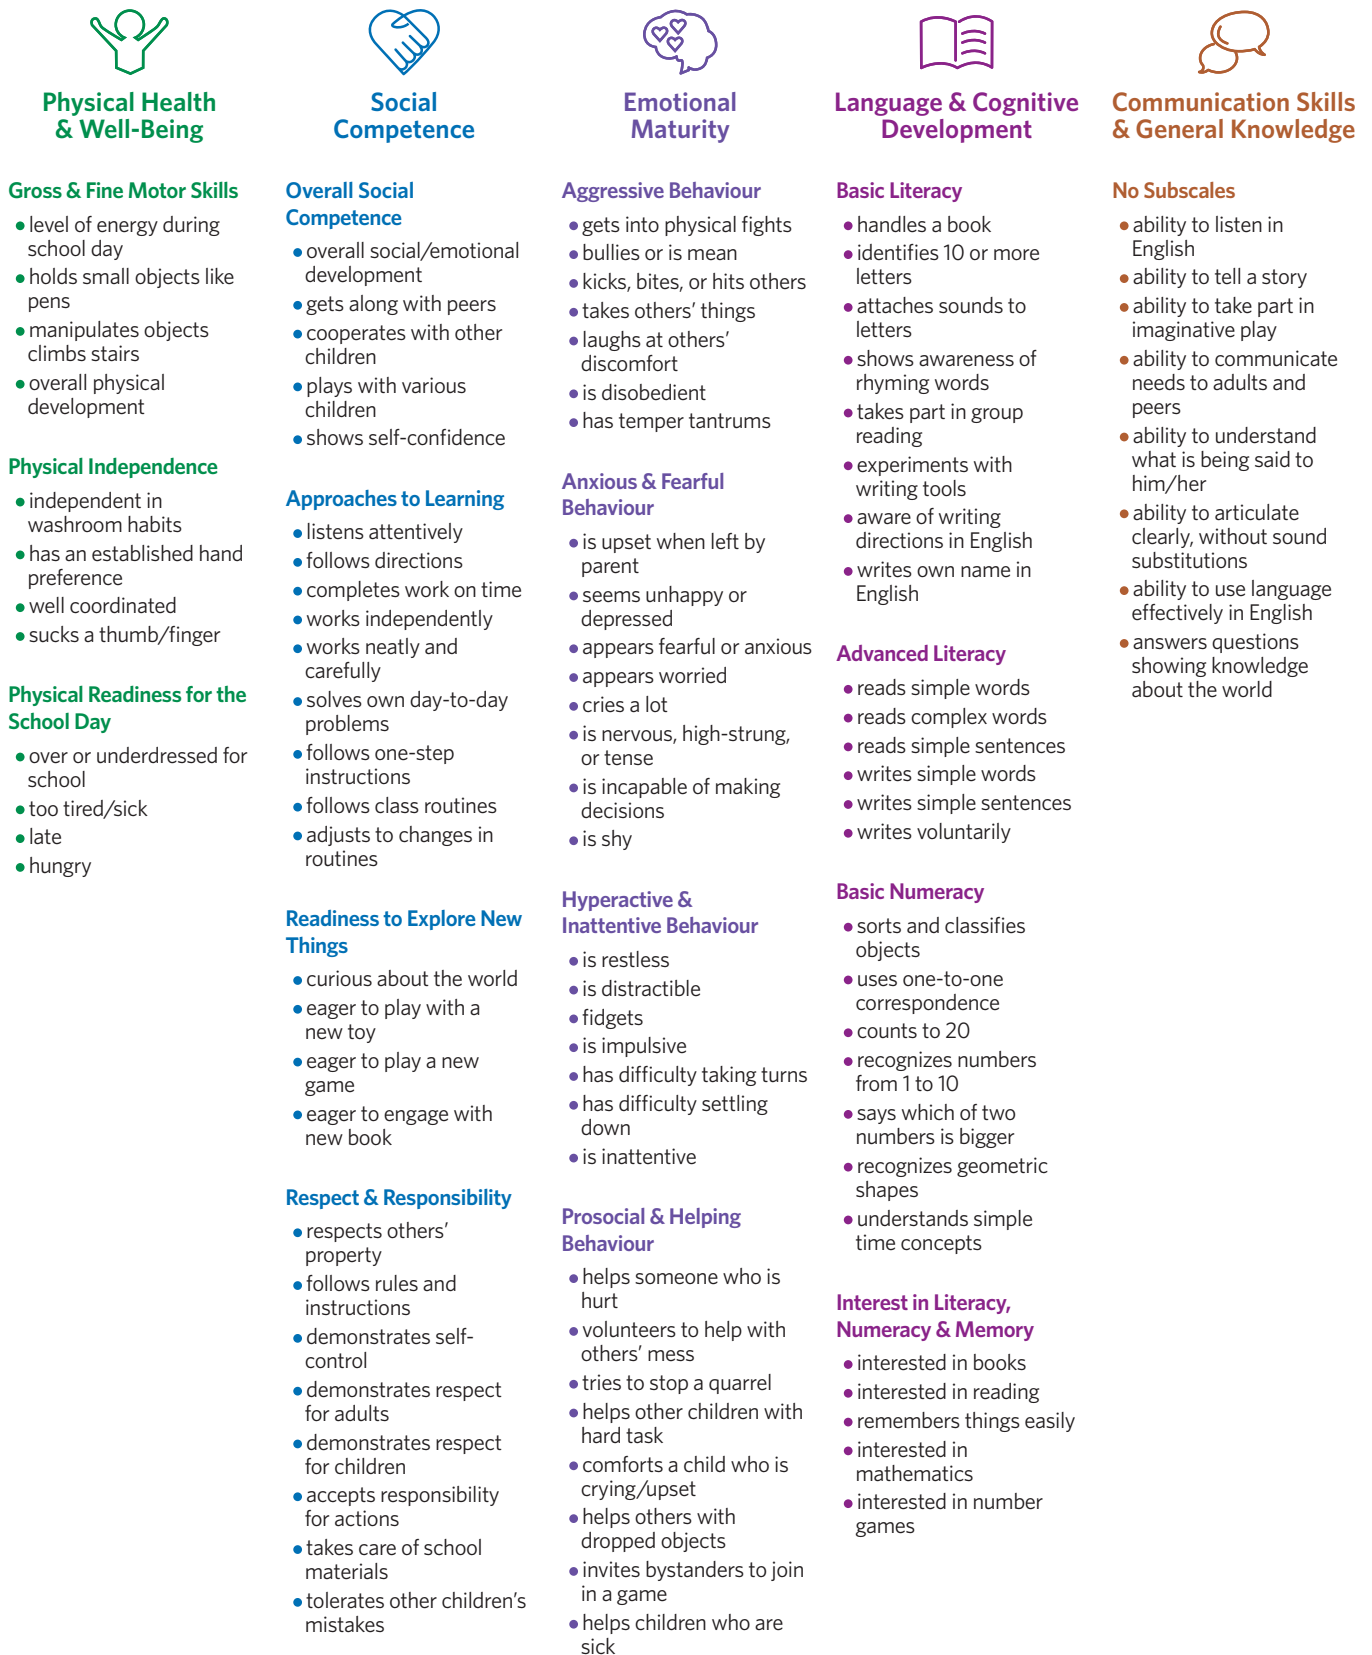 Physical Health
& Well-Being
Gross & Fine Motor Skills
• level of energy during
school day
• holds small objects like
pens
• manipulates objects
climbs stairs
• overall physical
development
Physical Independence
• independent in
washroom habits
• has an established hand
preference
• well coordinated
• sucks a thumb/finger
Physical Readiness for the
School Day
• over or underdressed for
school
• too tired/sick
• late
• hungry
Social
Competence
Overall Social
Competence
• overall social/emotional
development
• gets along with peers
• cooperates with other
children
• plays with various
children
• shows self-confidence
Approaches to Learning
• listens attentively
• follows directions
• completes work on time
• works independently
• works neatly and
carefully
• solves own day-to-day
problems
• follows one-step
instructions
• follows class routines
• adjusts to changes in
routines
Readiness to Explore New
Things
• curious about the world
• eager to play with a
new toy
• eager to play a new
game
• eager to engage with
new book
Respect & Responsibility
• respects others’
property
• follows rules and
instructions
• demonstrates self-
control
• demonstrates respect
for adults
• demonstrates respect
for children
• accepts responsibility
for actions
• takes care of school
materials
• tolerates other children’s
mistakes
Emotional
Maturity
Aggressive Behaviour
• gets into physical fights
• bullies or is mean
• kicks, bites, or hits others
• takes others’ things
• laughs at others’
discomfort
• is disobedient
• has temper tantrums
Anxious & Fearful
Behaviour
• is upset when left by
parent
• seems unhappy or
depressed
• appears fearful or anxious
• appears worried
• cries a lot
• is nervous, high-strung,
or tense
• is incapable of making
decisions
• is shy
Hyperactive &
Inattentive Behaviour
• is restless
• is distractible
• fidgets
• is impulsive
• has difficulty taking turns
• has difficulty settling
down
• is inattentive
Prosocial & Helping
Behaviour
• helps someone who is
hurt
• volunteers to help with
others’ mess
• tries to stop a quarrel
• helps other children with
hard task
• comforts a child who is
crying/upset
• helps others with
dropped objects
• invites bystanders to join
in a game
• helps children who are
sick
Language & Cognitive
Development
Basic Literacy
• handles a book
• identifies 10 or more
letters
• attaches sounds to
letters
• shows awareness of
rhyming words
• takes part in group
reading
• experiments with
writing tools
• aware of writing
directions in English
• writes own name in
English
Advanced Literacy
• reads simple words
• reads complex words
• reads simple sentences
• writes simple words
• writes simple sentences
• writes voluntarily
Basic Numeracy
• sorts and classifies
objects
• uses one-to-one
correspondence
• counts to 20
• recognizes numbers
from 1 to 10
• says which of two
numbers is bigger
• recognizes geometric
shapes
• understands simple
time concepts
Interest in Literacy,
Numeracy & Memory
• interested in books
• interested in reading
• remembers things easily
• interested in
mathematics
• interested in number
games
Communication Skills
& General Knowledge
No Subscales
• ability to listen in
English
• ability to tell a story
• ability to take part in
imaginative play
• ability to communicate
needs to adults and
peers
• ability to understand
what is being said to
him/her
• ability to articulate
clearly, without sound
substitutions
• ability to use language
effectively in English
• answers questions
showing knowledge
about the world